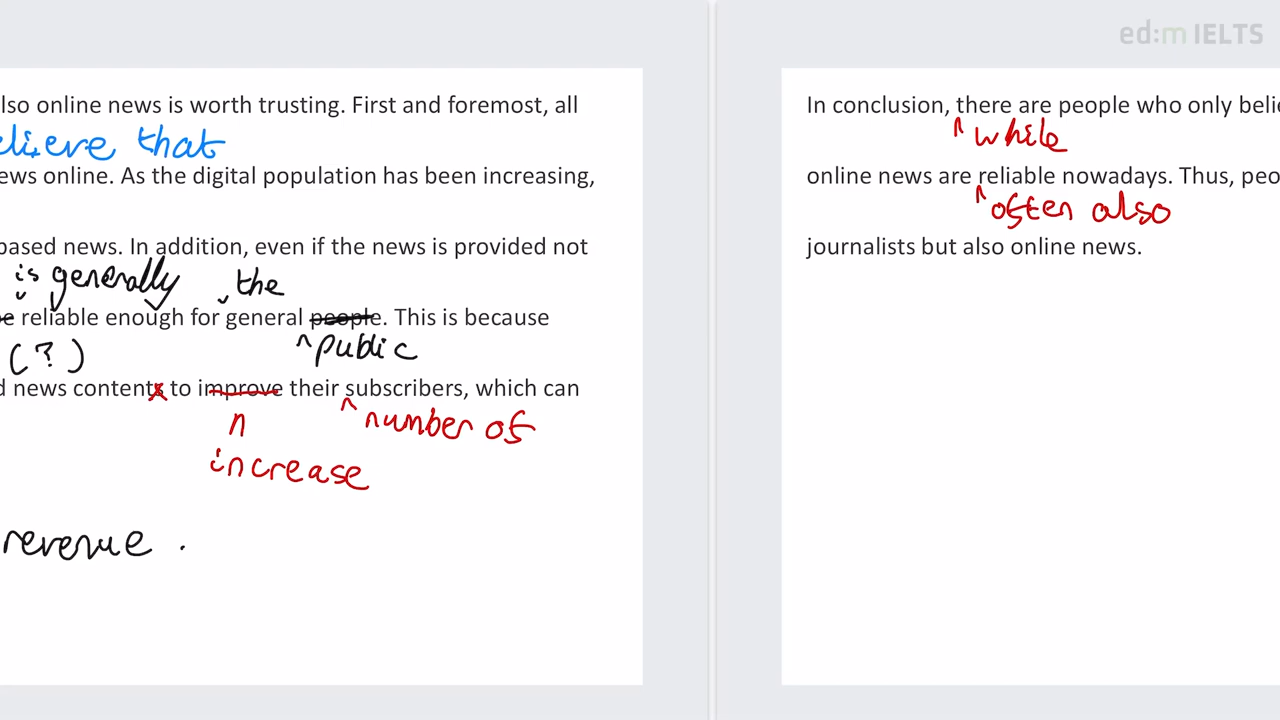 ed:m IELTS
lso online news is worth trusting. First and foremost, all
elieve that
ews online. As the digital population has been increasing,
based news. In addition, even if the news is provided not
is generally the
e reliable enough for general people. This is because
(?) ^public
d news contents to improve their subscribers, which can
n ^number of
increase
revenue .
In conclusion, there are people who only belie
^while
online news are reliable nowadays. Thus, peo
^often also
journalists but also online news.